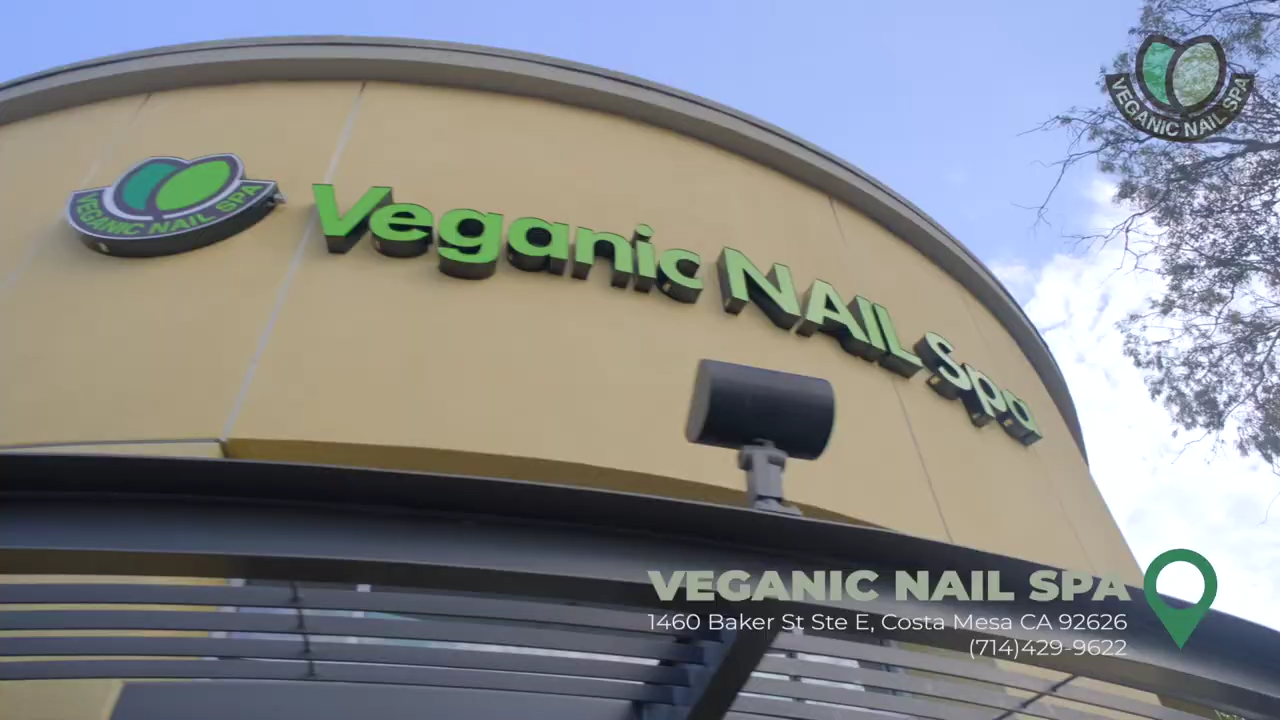 VEGANIC NAIL SPA
VEGANIC NAIL SPA
Veganic NAIL Spa
VEGANIC NAIL SPA
1460 Baker St Ste E, Costa Mesa CA 92626
(714)429-9622